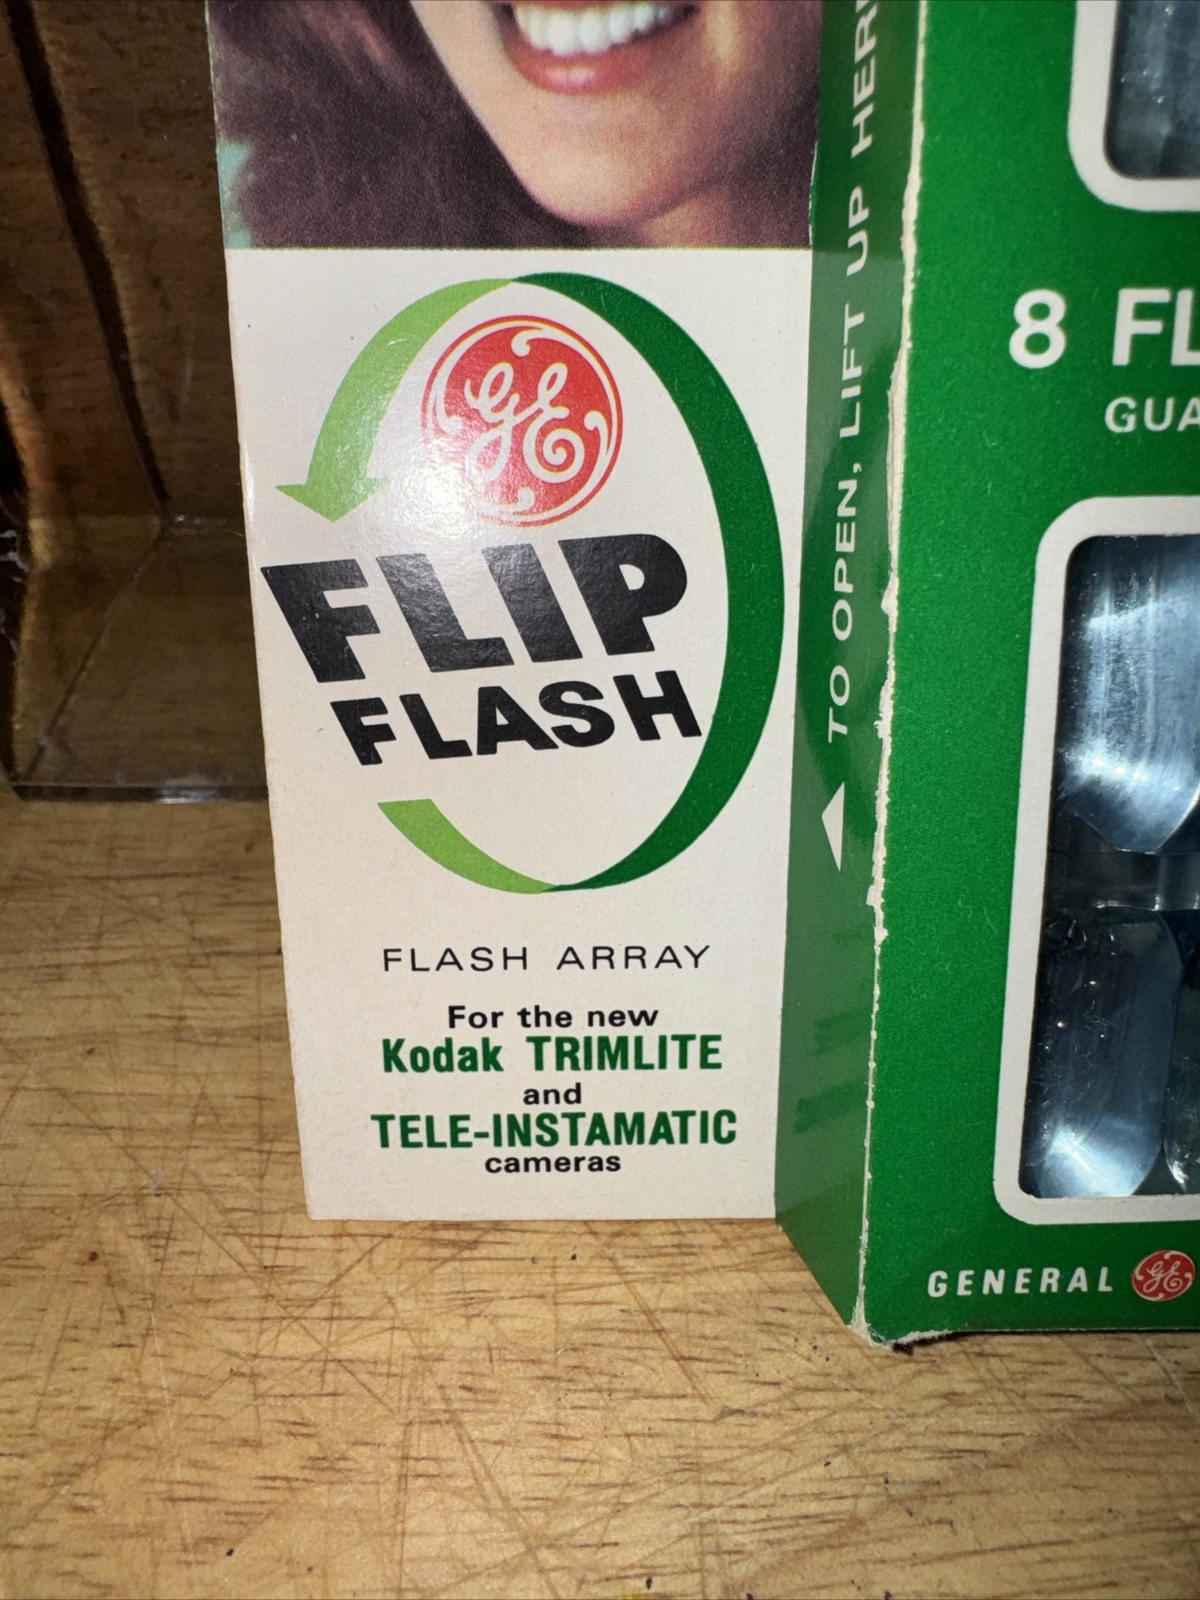 GE
FLIP
FLASH
FLASH ARRAY
For the new
Kodak TRIMLITE
and
TELE-INSTAMATIC
cameras
TO OPEN, LIFT UP HER
8 FL
GUA
GENERAL GE